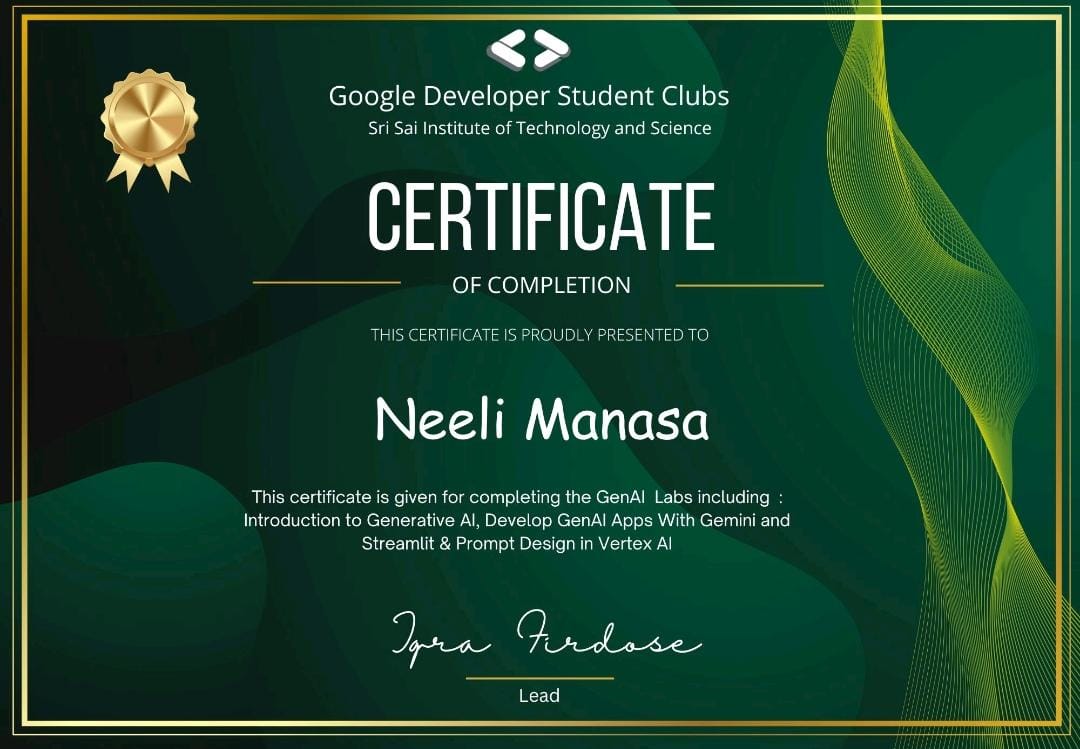 Google Developer Student Clubs
Sri Sai Institute of Technology and Science
CERTIFICATE
OF COMPLETION
THIS CERTIFICATE IS PROUDLY PRESENTED TO
Neeli Manasa
This certificate is given for completing the GenAI Labs including :
Introduction to Generative AI, Develop GenAI Apps With Gemini and
Streamlit & Prompt Design in Vertex AI
Iqra Firdose
Lead